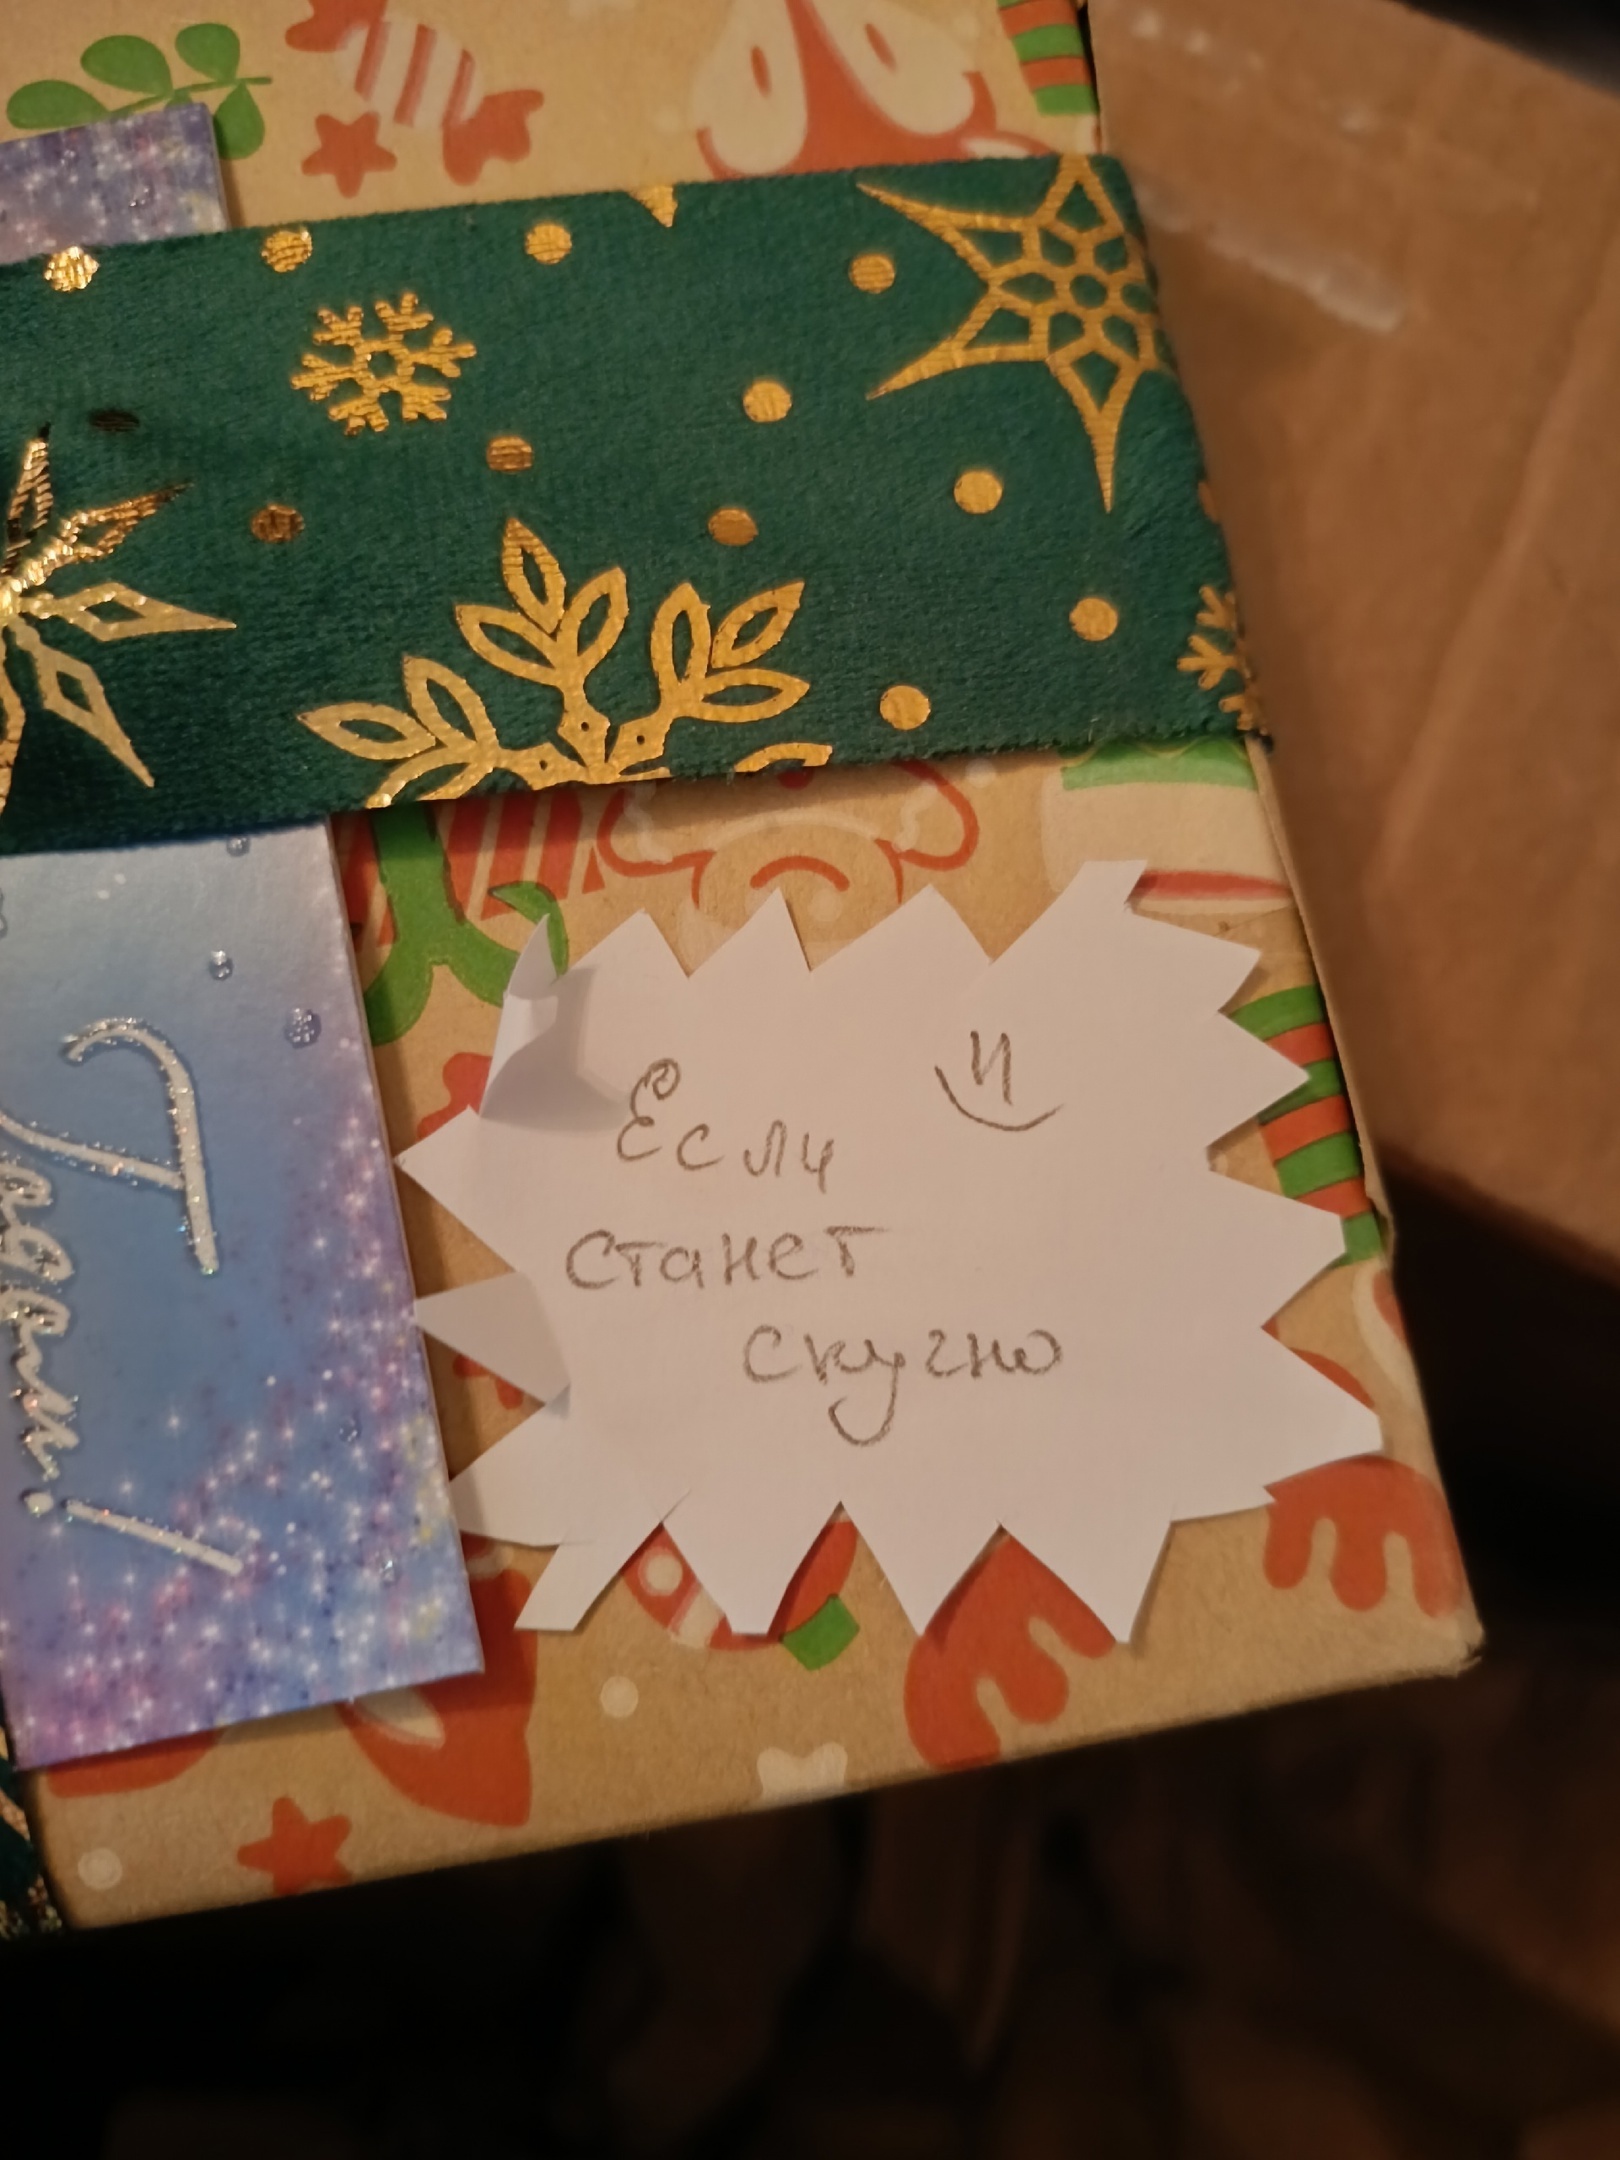 Если
станет
скучно